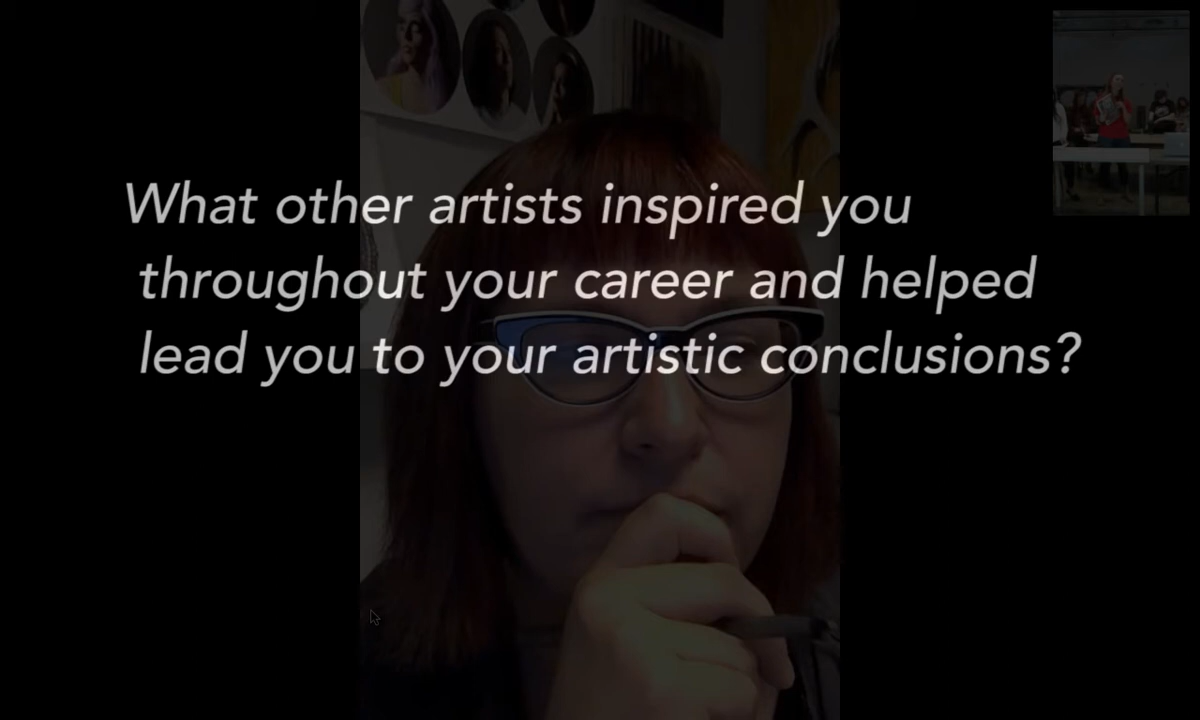 What other artists inspired you
throughout your career and helped
lead you to your artistic conclusions?